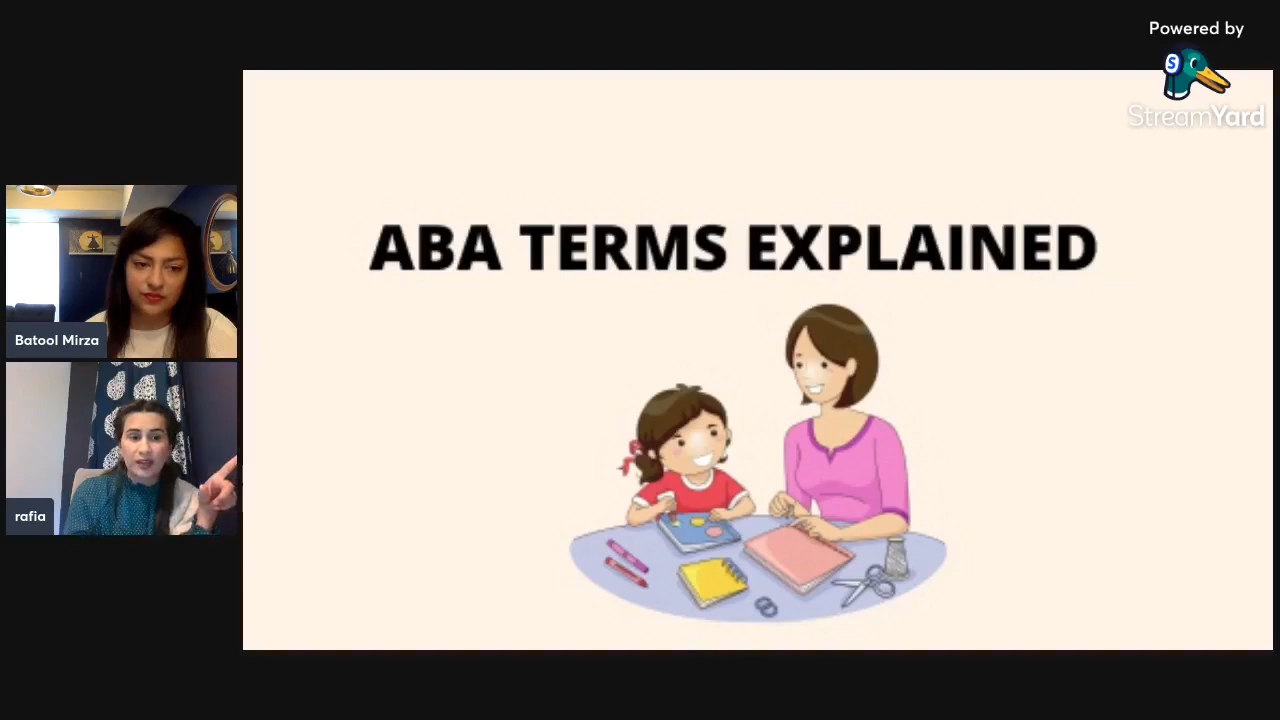 Powered by
S
StreamYard
ABA TERMS EXPLAINED
Batool Mirza
rafia